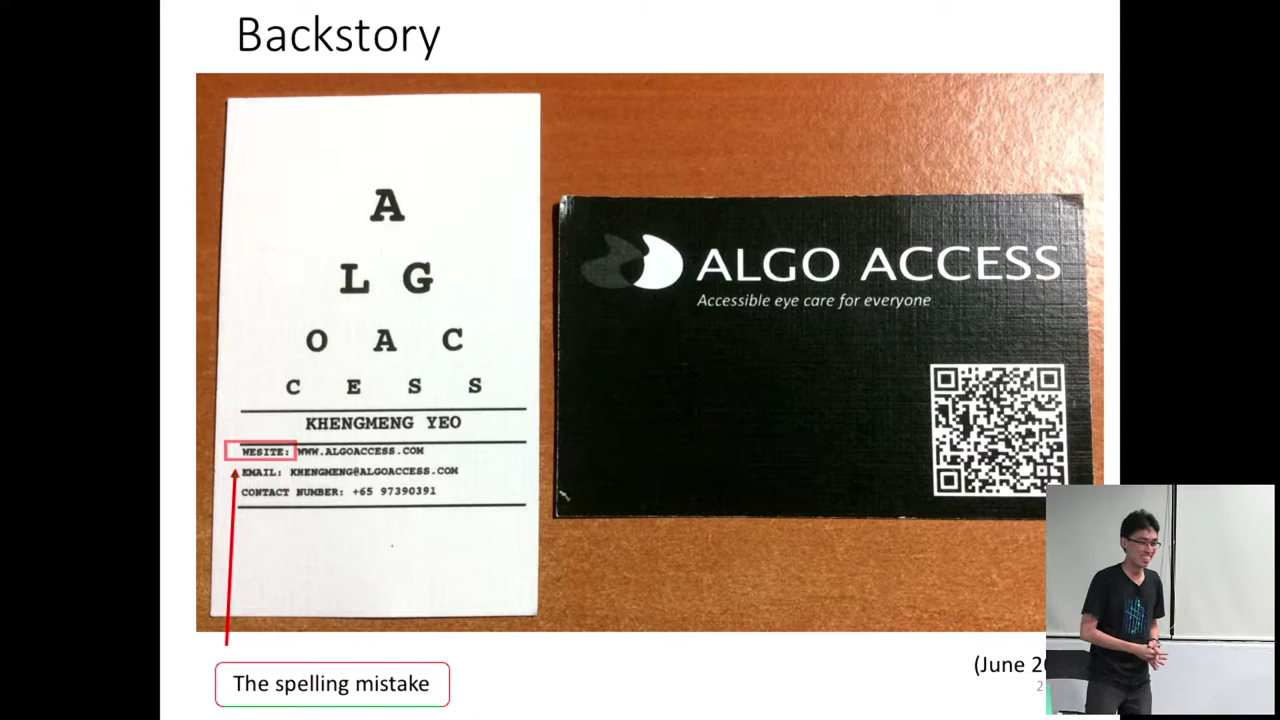 Backstory
A
L G
O A C
C E S S
KHENGMENG YEO
WESITE: WWW.ALGOACCESS.COM
EMAIL: KHENGMENG@ALGOACCESS.COM
CONTACT NUMBER: +65 97390391
ALGO ACCESS
Accessible eye care for everyone
The spelling mistake
(June 2
2